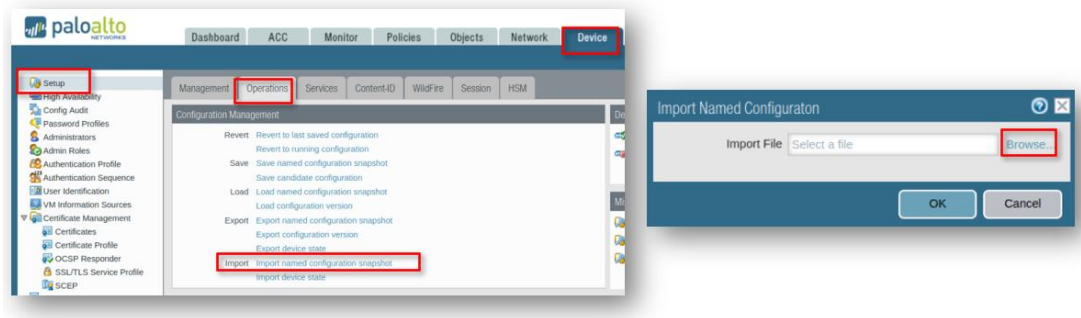 paloalto
NETWORKS
Dashboard ACC Monitor Policies Objects Network Device
Setup
High Availability
Config Audit
Password Profiles
Administrators
Admin Roles
Authentication Profile
Authentication Sequence
User Identification
VM Information Sources
Certificate Management
Certificates
Certificate Profile
OCSP Responder
SSL/TLS Service Profile
SCEP
Management Operations Services Content-ID WildFire Session HSM
Configuration Management
Revert Revert to last saved configuration
Revert to running configuration
Save Save named configuration snapshot
Save candidate configuration
Load Load named configuration snapshot
Load configuration version
Export Export named configuration snapshot
Export configuration version
Export device state
Import Import named configuration snapshot
Import device state
De
Mi
Import Named Configuraton
Import File Select a file Browse...
OK Cancel